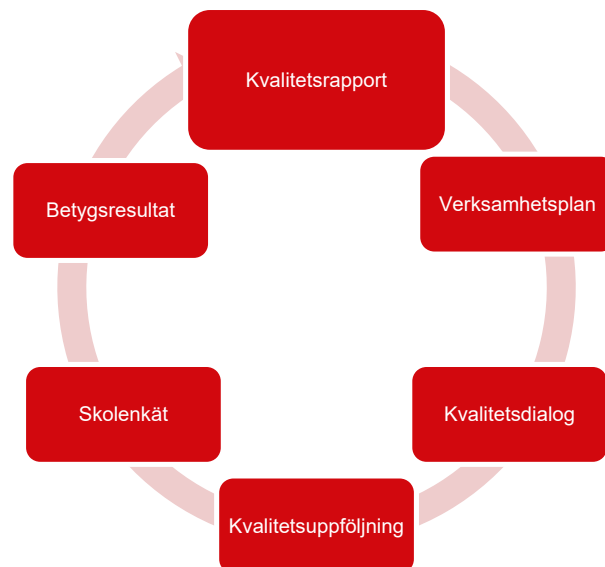 Kvalitetsrapport
Verksamhetsplan
Kvalitetsdialog
Kvalitetsuppföljning
Skolenkät
Betygsresultat